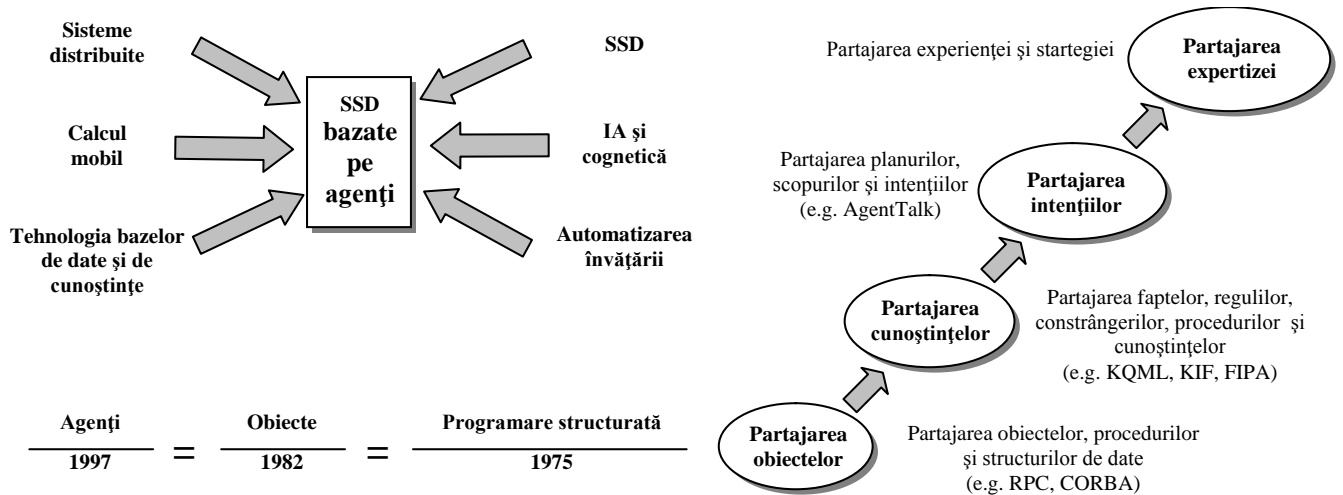 Sisteme
distribuite
Calcul
mobil
Tehnologia bazelor
de date şi de
cunoştinţe
SSD
bazate
pe
agenţi
SSD
IA şi
cognetică
Automatizarea
învăţării
Agenţi
1997
=
Obiecte
1982
=
Programare structurată
1975
Partajarea experienţei şi startegiei
Partajarea
expertizei
Partajarea planurilor,
scopurilor şi intenţiilor
(e.g. AgentTalk)
Partajarea
intenţiilor
Partajarea
cunoştinţelor
Partajarea faptelor, regulilor,
constrângerilor, procedurilor şi
cunoştinţelor
(e.g. KQML, KIF, FIPA)
Partajarea
obiectelor
Partajarea obiectelor, procedurilor
şi structurilor de date
(e.g. RPC, CORBA)